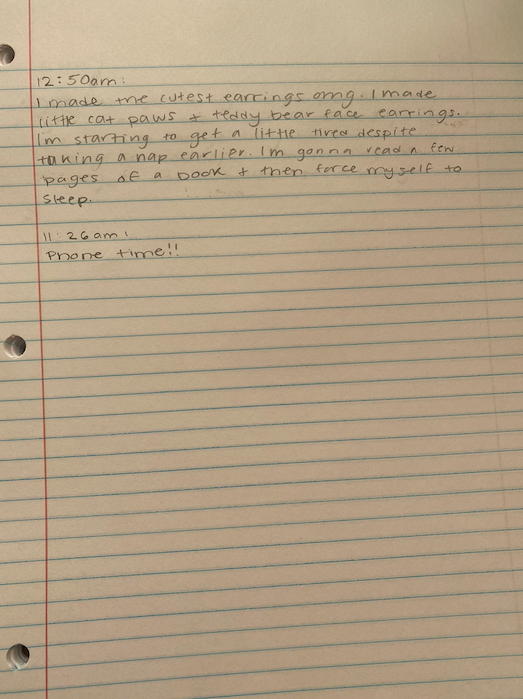 12:50am:
I made the cutest earrings omg. I made
little cat paws + teddy bear face earrings.
Im starting to get a little tired despite
taking a nap earlier. Im gonna read a few
pages of a book + then force myself to
sleep.
11:26am:
Phone time!!